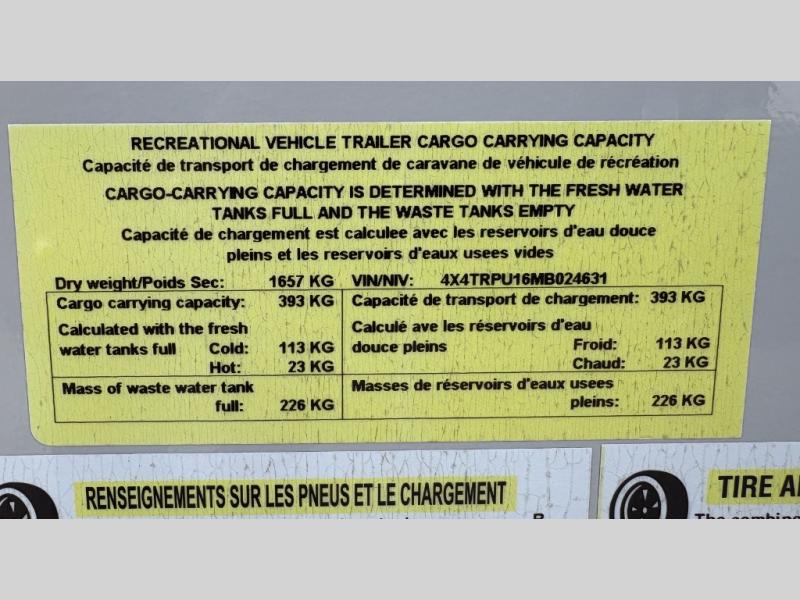 RECREATIONAL VEHICLE TRAILER CARGO CARRYING CAPACITY
Capacité de transport de chargement de caravane de véhicule de récréation
CARGO-CARRYING CAPACITY IS DETERMINED WITH THE FRESH WATER
TANKS FULL AND THE WASTE TANKS EMPTY
Capacité de chargement est calculee avec les reservoirs d'eau douce
pleins et les reservoirs d'eaux usees vides
Dry weight/Poids Sec: 1657 KG VIN/NIV: 4X4TRPU16MB024631
Cargo carrying capacity: 393 KG
Calculated with the fresh
water tanks full Cold: 113 KG
Hot: 23 KG
Mass of waste water tank
full: 226 KG
Capacité de transport de chargement: 393 KG
Calculé ave les réservoirs d'eau
douce pleins Froid: 113 KG
Chaud: 23 KG
Masses de réservoirs d'eaux usees
pleins: 226 KG
RENSEIGNEMENTS SUR LES PNEUS ET LE CHARGEMENT
TIRE